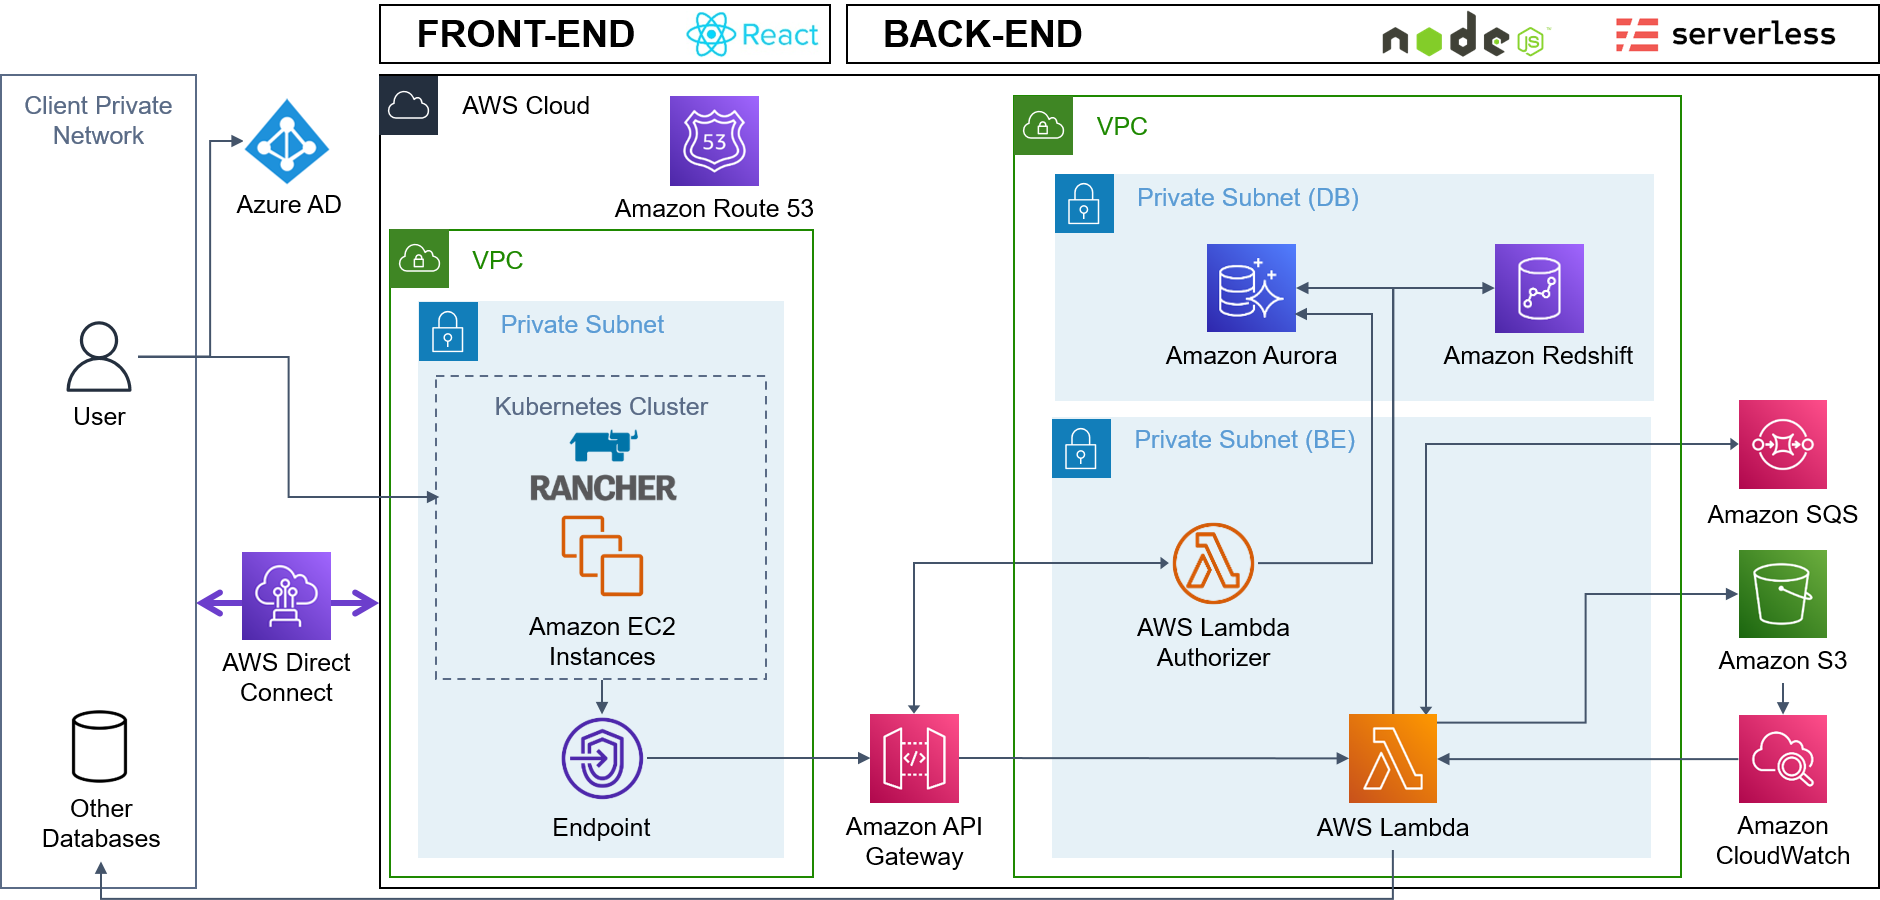 FRONT-END
React
BACK-END
node
JS
serverless
Client Private
Network
Azure AD
AWS Cloud
53
Amazon Route 53
VPC
VPC
Private Subnet (DB)
Amazon Aurora
Amazon Redshift
Private Subnet
Kubernetes Cluster
RANCHER
Amazon EC2
Instances
User
Private Subnet (BE)
Amazon SQS
AWS Lambda
Authorizer
Amazon S3
AWS Direct
Connect
Other
Databases
Endpoint
</>
Amazon API
Gateway
AWS Lambda
Amazon
CloudWatch